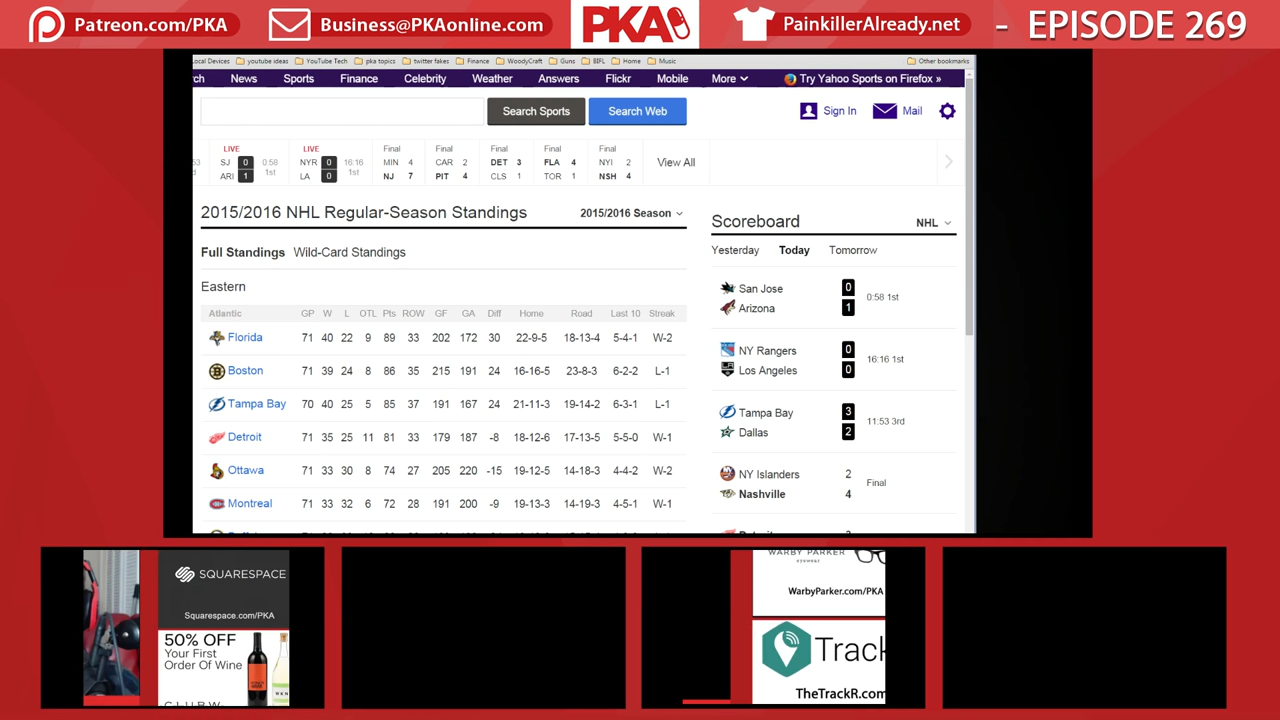 Patreon.com/PKA
Business@PKAonline.com
PKA
PainkillerAlready.net
- EPISODE 269
ocal Devices youtube ideas YouTube Tech pka topics twitter fakes Finance WoodyCraft Guns BIFL Home Music Other bookmarks
rch News Sports Finance Celebrity Weather Answers Flickr Mobile More Try Yahoo Sports on Firefox »
Search Sports Search Web Sign In Mail
53 LIVE LIVE Final Final Final Final Final
SJ 0 0:58 NYR 0 16:16 MIN 4 CAR 2 DET 3 FLA 4 NYI 2 View All
ARI 1 1st LA 0 1st NJ 7 PIT 4 CLS 1 TOR 1 NSH 4
2015/2016 NHL Regular-Season Standings 2015/2016 Season
Full Standings Wild-Card Standings
Eastern
Atlantic GP W L OTL Pts ROW GF GA Diff Home Road Last 10 Streak
Florida 71 40 22 9 89 33 202 172 30 22-9-5 18-13-4 5-4-1 W-2
Boston 71 39 24 8 86 35 215 191 24 16-16-5 23-8-3 6-2-2 L-1
Tampa Bay 70 40 25 5 85 37 191 167 24 21-11-3 19-14-2 6-3-1 L-1
Detroit 71 35 25 11 81 33 179 187 -8 18-12-6 17-13-5 5-5-0 W-1
Ottawa 71 33 30 8 74 27 205 220 -15 19-12-5 14-18-3 4-4-2 W-2
Montreal 71 33 32 6 72 28 191 200 -9 19-13-3 14-19-3 4-5-1 W-1
Scoreboard NHL
Yesterday Today Tomorrow
San Jose 0
0:58 1st
Arizona 1
NY Rangers 0
16:16 1st
Los Angeles 0
Tampa Bay 3
11:53 3rd
Dallas 2
NY Islanders 2
Final
Nashville 4
SQUARESPACE
Squarespace.com/PKA
50% OFF
Your First
Order Of Wine
CLUBW
WARBY PARKER
eyewear
WarbyParker.com/PKA
Track
TheTrackR.com